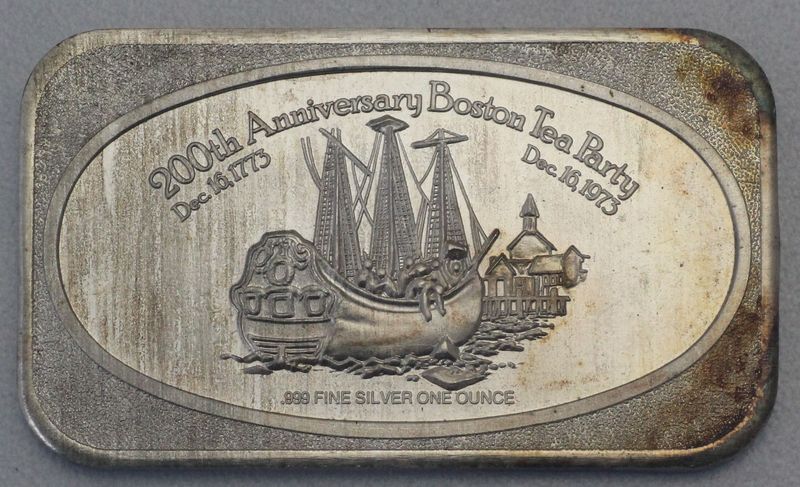 200th Anniversary Boston Tea Party
Dec. 16, 1773
Dec. 16, 1973
.999 FINE SILVER ONE OUNCE